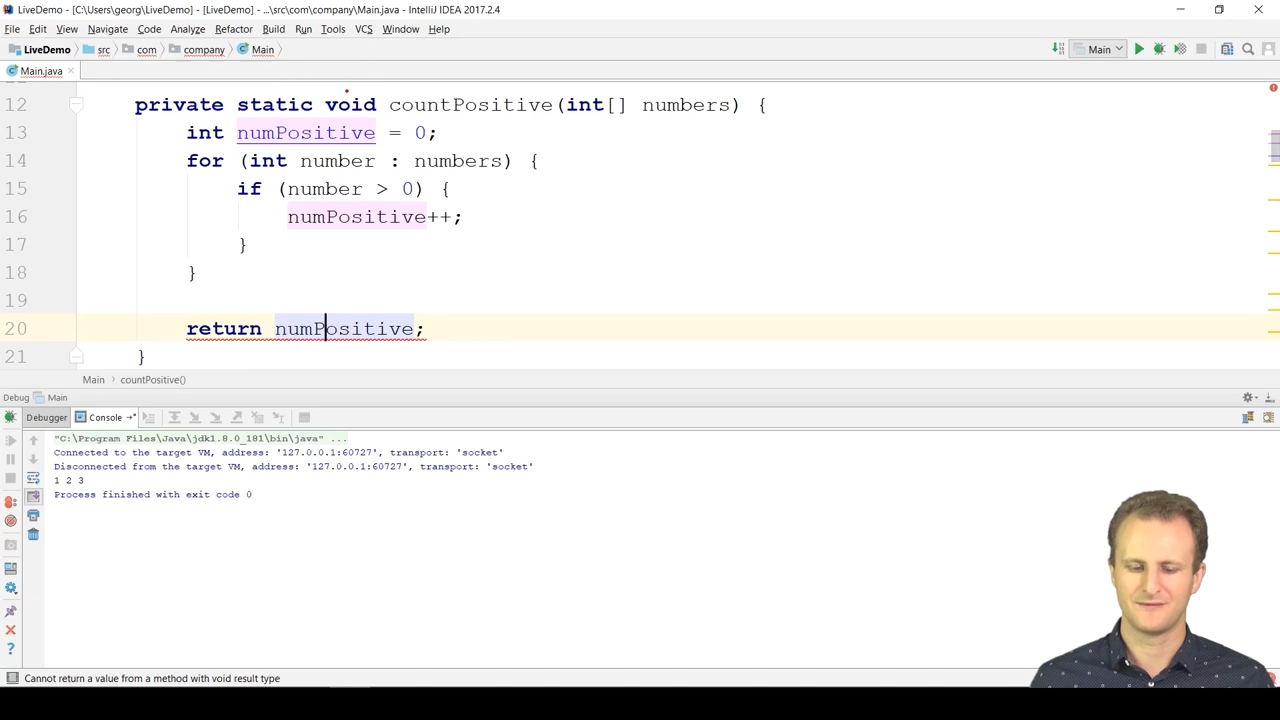 LiveDemo - [C:\Users\georg\LiveDemo] - [LiveDemo] - ...\src\com\company\Main.java - IntelliJ IDEA 2017.2.4
File Edit View Navigate Code Analyze Refactor Build Run Tools VCS Window Help
LiveDemo src com company Main Main
Main.java
12 private static void countPositive(int[] numbers) {
13 int numPositive = 0;
14 for (int number : numbers) {
15 if (number > 0) {
16 numPositive++;
17 }
18 }
19
20 return numPositive;
21 }
Main › countPositive()
Debug Main
Debugger Console
"C:\Program Files\Java\jdk1.8.0_181\bin\java" ...
Connected to the target VM, address: '127.0.0.1:60727', transport: 'socket'
Disconnected from the target VM, address: '127.0.0.1:60727', transport: 'socket'
1 2 3
Process finished with exit code 0
Cannot return a value from a method with void result type